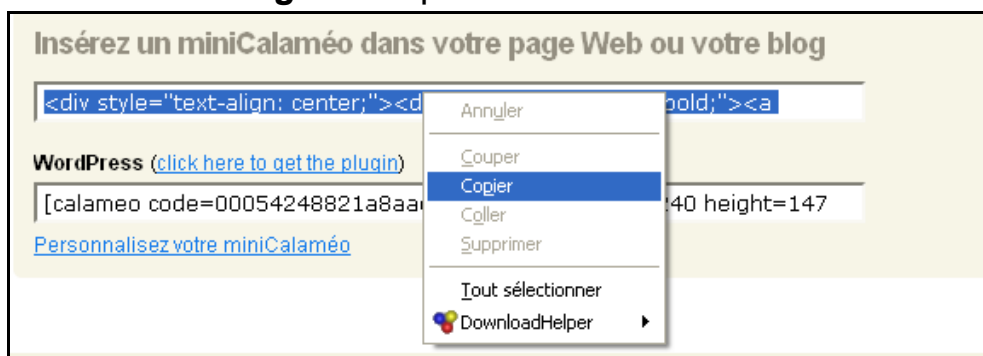 Insérez un miniCalaméo dans votre page Web ou votre blog
<div style="text-align: center;"><d bold;"><a
Annuler
Couper
Copier
Coller
Supprimer
Tout sélectionner
DownloadHelper
WordPress (click here to get the plugin)
[calameo code=00054248821a8aa 240 height=147
Personnalisez votre miniCalaméo